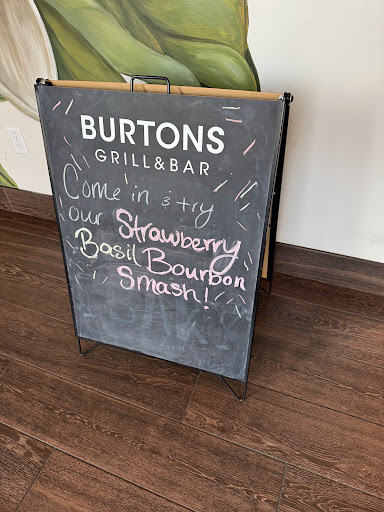 BURTONS
GRILL & BAR
Come in & try
our Strawberry
Basil Bourbon
Smash!